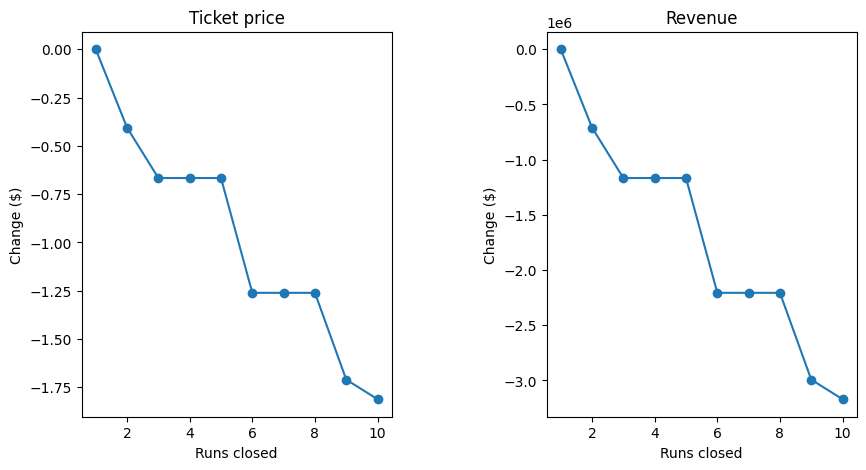 Ticket price
0.00
−0.25
−0.50
−0.75
−1.00
−1.25
−1.50
−1.75
Change ($)
2 4 6 8 10
Runs closed
Revenue
1e6
0.0
−0.5
−1.0
−1.5
−2.0
−2.5
−3.0
Change ($)
2 4 6 8 10
Runs closed